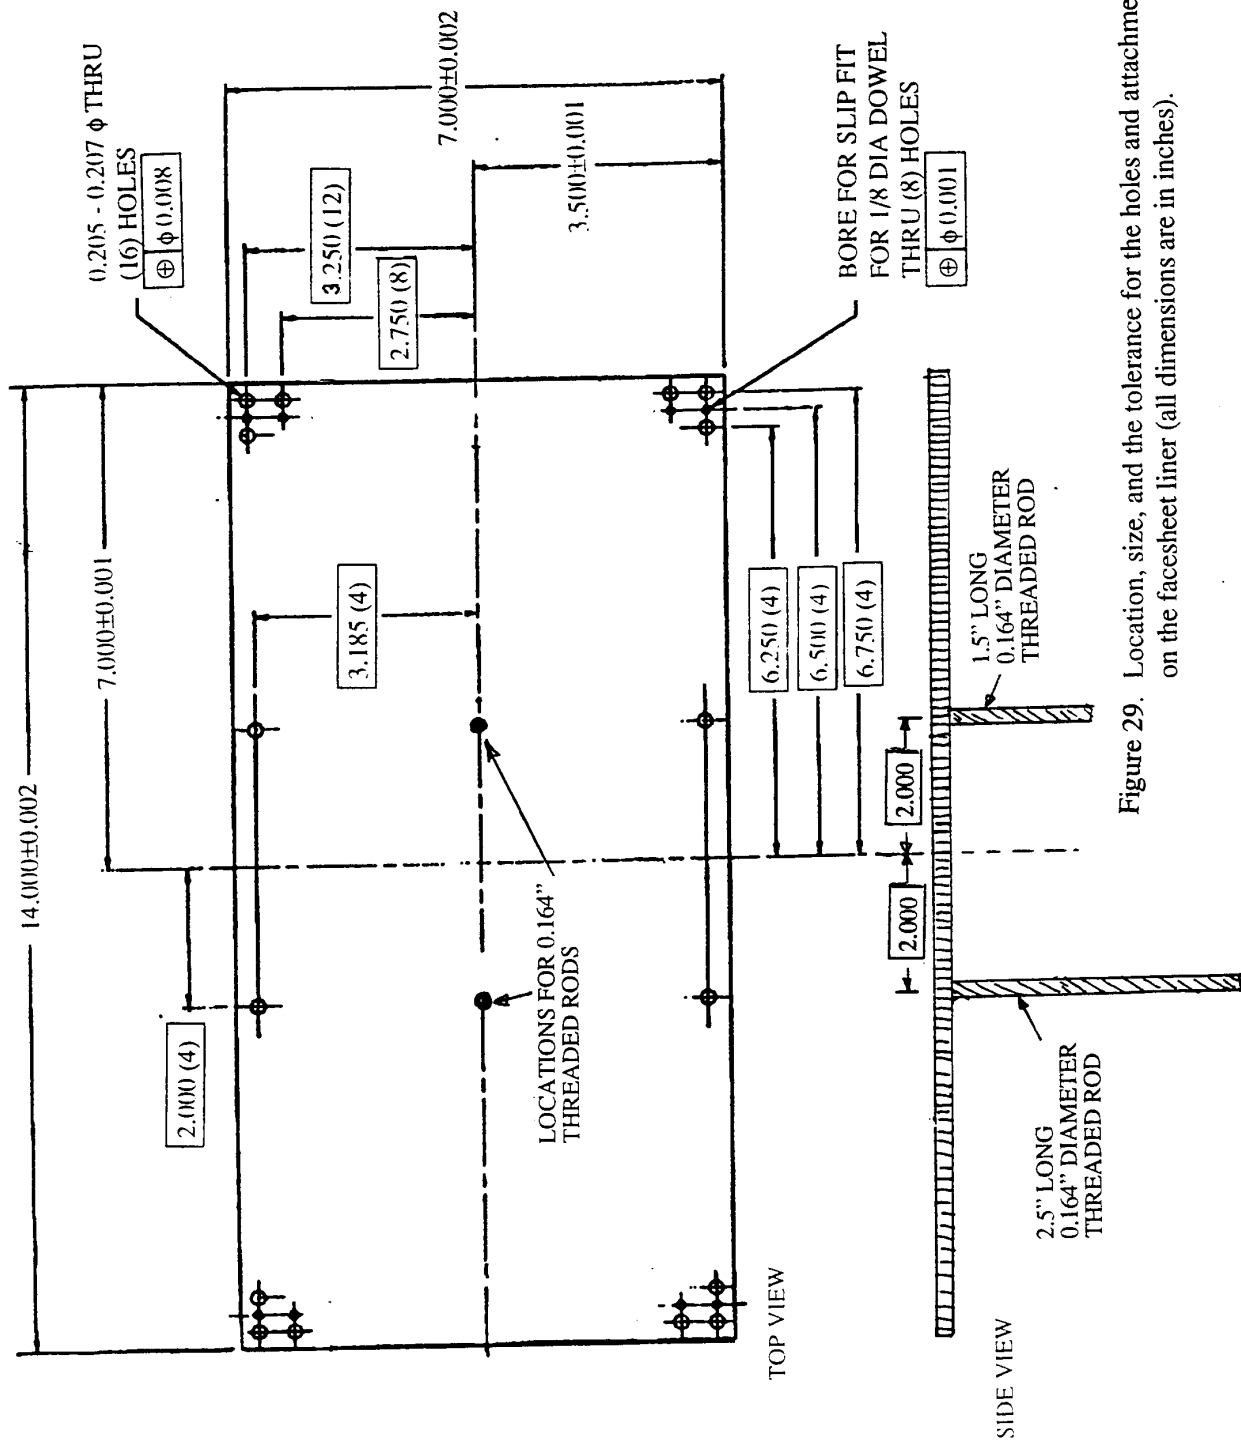 14.000±0.002
7.000±0.001
2.000 (4)
0.205 - 0.207 ϕ THRU
(16) HOLES
⊕ ϕ 0.008
3.185 (4)
3.250 (12)
2.750 (8)
7.000±0.002
3.500±0.001
LOCATIONS FOR 0.164"
THREADED RODS
6.250 (4)
6.500 (4)
6.750 (4)
BORE FOR SLIP FIT
FOR 1/8 DIA DOWEL
THRU (8) HOLES
⊕ ϕ 0.001
TOP VIEW
2.000
2.000
2.5" LONG
0.164" DIAMETER
THREADED ROD
1.5" LONG
0.164" DIAMETER
THREADED ROD
SIDE VIEW
Figure 29. Location, size, and the tolerance for the holes and attachme
on the facesheet liner (all dimensions are in inches).